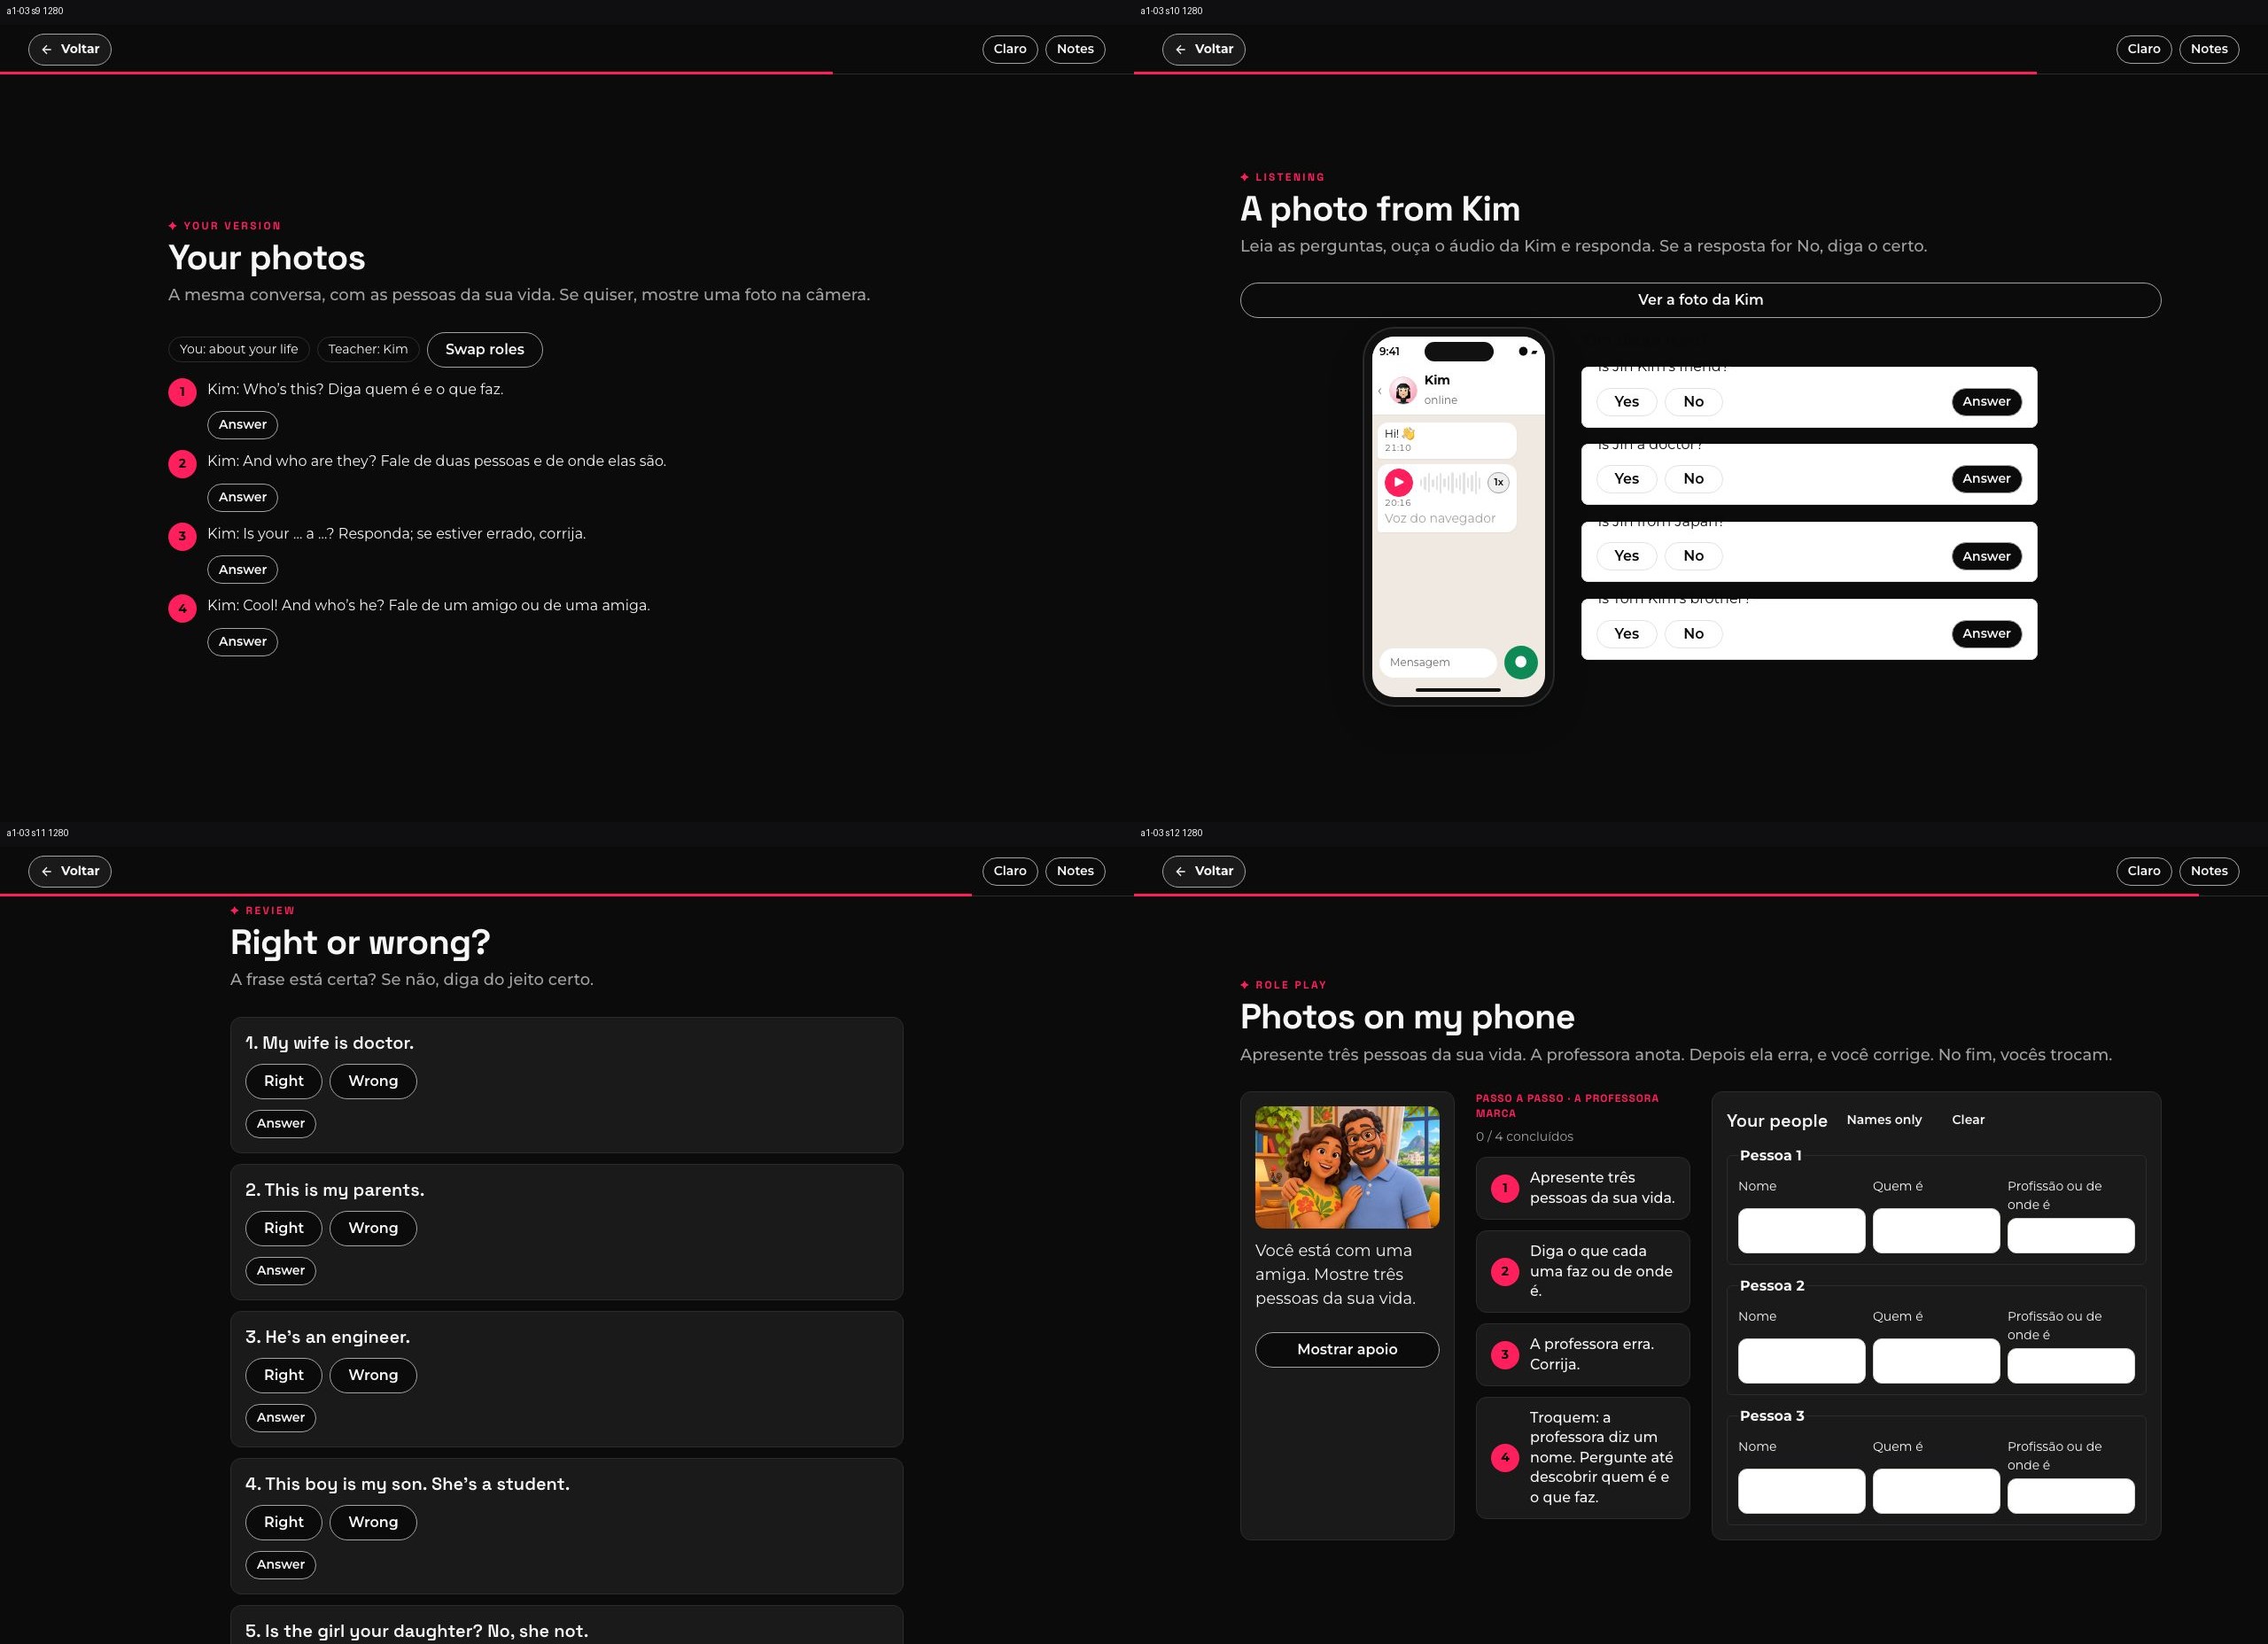 a1-03 s9 1280
← Voltar
Claro
Notes
✦ YOUR VERSION
Your photos
A mesma conversa, com as pessoas da sua vida. Se quiser, mostre uma foto na câmera.
You: about your life
Teacher: Kim
Swap roles
1 Kim: Who’s this? Diga quem é e o que faz.
Answer
2 Kim: And who are they? Fale de duas pessoas e de onde elas são.
Answer
3 Kim: Is your … a …? Responda; se estiver errado, corrija.
Answer
4 Kim: Cool! And who’s he? Fale de um amigo ou de uma amiga.
Answer
a1-03 s10 1280
← Voltar
Claro
Notes
✦ LISTENING
A photo from Kim
Leia as perguntas, ouça o áudio da Kim e responda. Se a resposta for No, diga o certo.
Ver a foto da Kim
9:41
Kim
online
Hi! 👋
21:10
1x
20:16
Voz do navegador
Mensagem
Is Jin Kim’s friend?
Yes
No
Answer
Is Jin a doctor?
Yes
No
Answer
Is Jin from Japan?
Yes
No
Answer
Is Tom Kim’s brother?
Yes
No
Answer
a1-03 s11 1280
← Voltar
Claro
Notes
✦ REVIEW
Right or wrong?
A frase está certa? Se não, diga do jeito certo.
1. My wife is doctor.
Right
Wrong
Answer
2. This is my parents.
Right
Wrong
Answer
3. He’s an engineer.
Right
Wrong
Answer
4. This boy is my son. She’s a student.
Right
Wrong
Answer
5. Is the girl your daughter? No, she not.
a1-03 s12 1280
← Voltar
Claro
Notes
✦ ROLE PLAY
Photos on my phone
Apresente três pessoas da sua vida. A professora anota. Depois ela erra, e você corrige. No fim, vocês trocam.
Você está com uma
amiga. Mostre três
pessoas da sua vida.
Mostrar apoio
PASSO A PASSO · A PROFESSORA
MARCA
0 / 4 concluídos
1 Apresente três
pessoas da sua vida.
2 Diga o que cada
uma faz ou de onde
é.
3 A professora erra.
Corrija.
4 Troquem: a
professora diz um
nome. Pergunte até
descobrir quem é e
o que faz.
Your people
Names only
Clear
Pessoa 1
Nome
Quem é
Profissão ou de
onde é
Pessoa 2
Nome
Quem é
Profissão ou de
onde é
Pessoa 3
Nome
Quem é
Profissão ou de
onde é